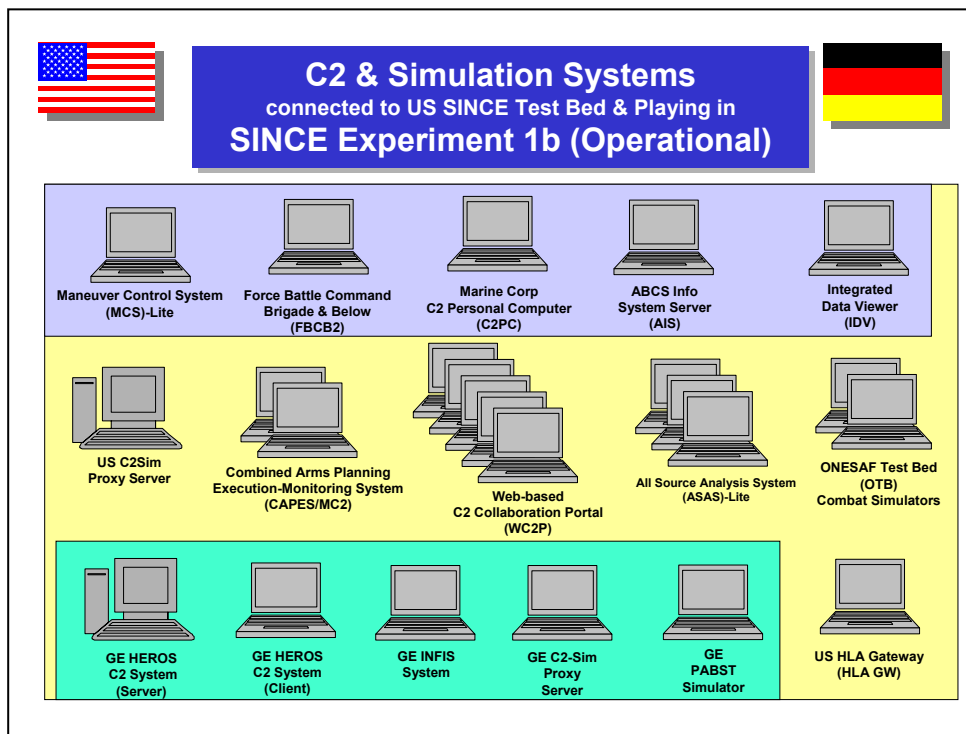 C2 & Simulation Systems
connected to US SINCE Test Bed & Playing in
SINCE Experiment 1b (Operational)
Maneuver Control System
(MCS)-Lite
Force Battle Command
Brigade & Below
(FBCB2)
Marine Corp
C2 Personal Computer
(C2PC)
ABCS Info
System Server
(AIS)
Integrated
Data Viewer
(IDV)
US C2Sim
Proxy Server
Combined Arms Planning
Execution-Monitoring System
(CAPES/MC2)
Web-based
C2 Collaboration Portal
(WC2P)
All Source Analysis System
(ASAS)-Lite
ONESAF Test Bed
(OTB)
Combat Simulators
GE HEROS
C2 System
(Server)
GE HEROS
C2 System
(Client)
GE INFIS
System
GE C2-Sim
Proxy
Server
GE
PABST
Simulator
US HLA Gateway
(HLA GW)